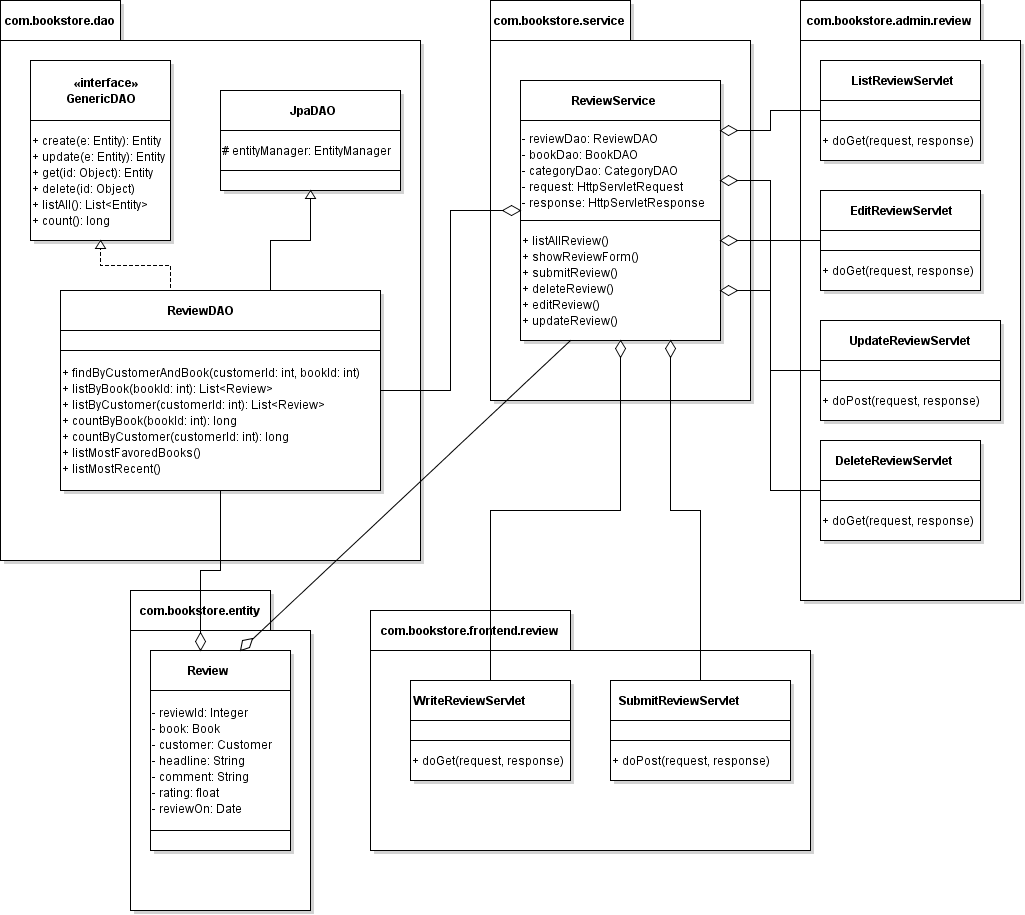 com.bookstore.dao
«interface»
GenericDAO
+ create(e: Entity): Entity
+ update(e: Entity): Entity
+ get(id: Object): Entity
+ delete(id: Object)
+ listAll(): List<Entity>
+ count(): long
JpaDAO
# entityManager: EntityManager
ReviewDAO
+ findByCustomerAndBook(customerId: int, bookId: int)
+ listByBook(bookId: int): List<Review>
+ listByCustomer(customerId: int): List<Review>
+ countByBook(bookId: int): long
+ countByCustomer(customerId: int): long
+ listMostFavoredBooks()
+ listMostRecent()
com.bookstore.service
ReviewService
- reviewDao: ReviewDAO
- bookDao: BookDAO
- categoryDao: CategoryDAO
- request: HttpServletRequest
- response: HttpServletResponse
+ listAllReview()
+ showReviewForm()
+ submitReview()
+ deleteReview()
+ editReview()
+ updateReview()
com.bookstore.admin.review
ListReviewServlet
+ doGet(request, response)
EditReviewServlet
+ doGet(request, response)
UpdateReviewServlet
+ doPost(request, response)
DeleteReviewServlet
+ doGet(request, response)
com.bookstore.entity
Review
- reviewId: Integer
- book: Book
- customer: Customer
- headline: String
- comment: String
- rating: float
- reviewOn: Date
com.bookstore.frontend.review
WriteReviewServlet
+ doGet(request, response)
SubmitReviewServlet
+ doPost(request, response)